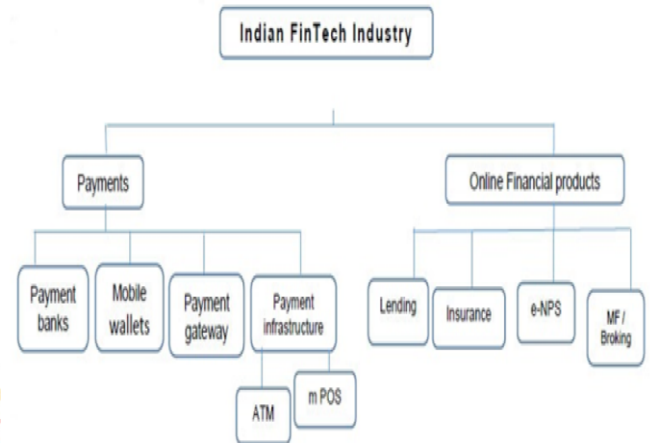 Indian FinTech Industry
Payments
Online Financial products
Payment
banks
Mobile
wallets
Payment
gateway
Payment
infrastructure
Lending
Insurance
e-NPS
MF /
Broking
ATM
m POS